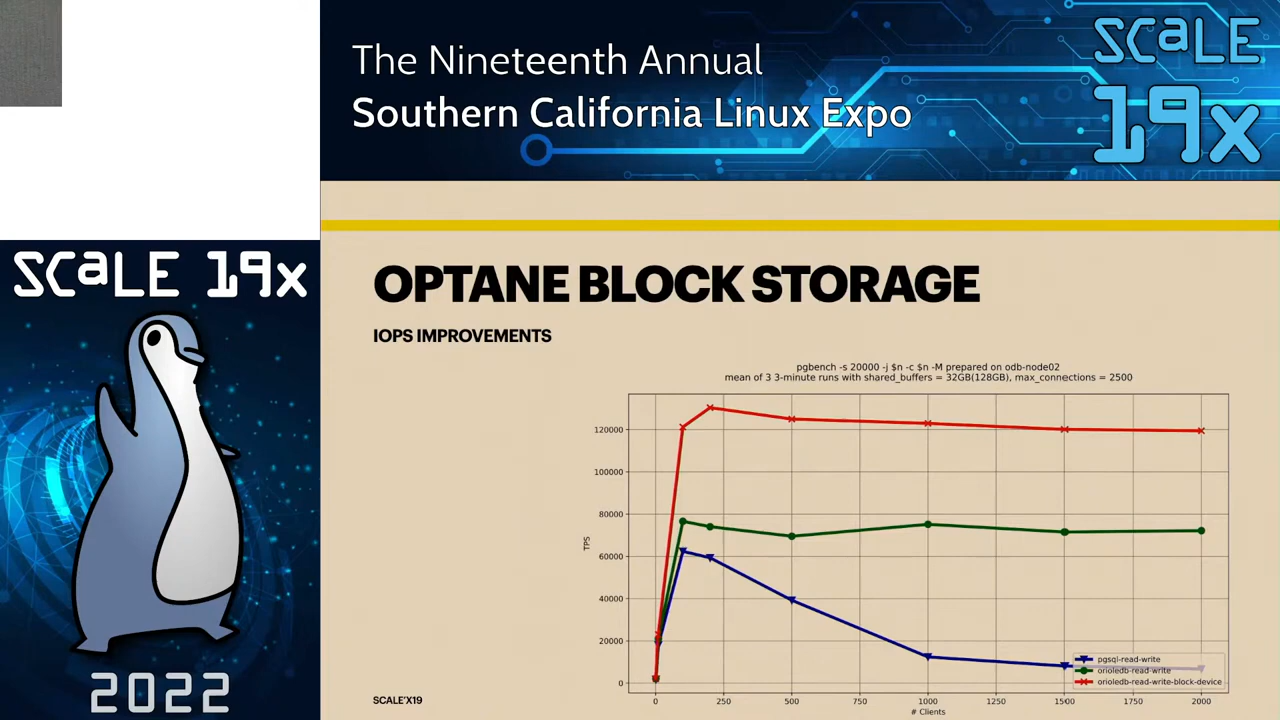 The Nineteenth Annual
Southern California Linux Expo
SCALE
19x
SCALE 19x
2022
OPTANE BLOCK STORAGE
IOPS IMPROVEMENTS
pgbench -s 20000 -j $n -c $n -M prepared on odb-node02
mean of 3 3-minute runs with shared_buffers = 32GB(128GB), max_connections = 2500
TPS
120000
100000
80000
60000
40000
20000
0
pgsql-read-write
orioledb-read-write
orioledb-read-write-block-device
0 250 500 750 1000 1250 1500 1750 2000
# Clients
SCALE'X19